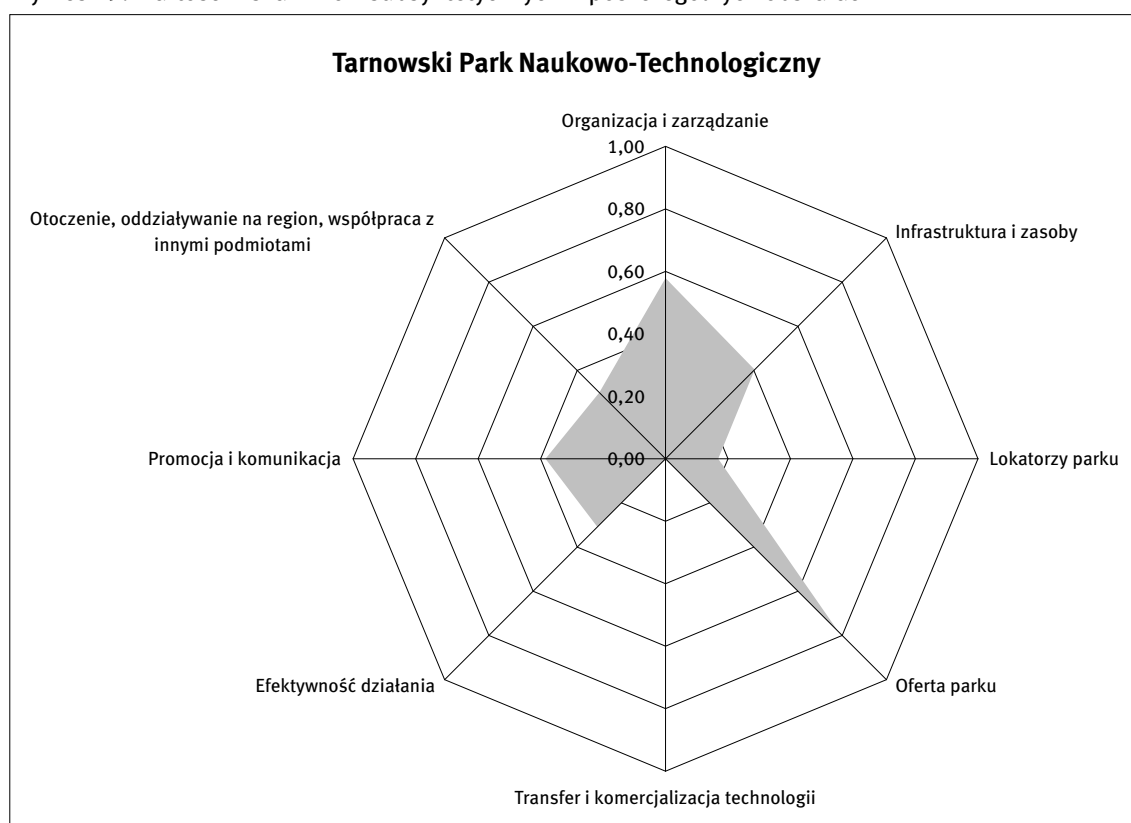 Tarnowski Park Naukowo-Technologiczny
Organizacja i zarządzanie
1,00
0,80
0,60
0,40
0,20
0,00
Infrastruktura i zasoby
Lokatorzy parku
Oferta parku
Transfer i komercjalizacja technologii
Efektywność działania
Promocja i komunikacja
Otoczenie, oddziaływanie na region, współpraca z
innymi podmiotami